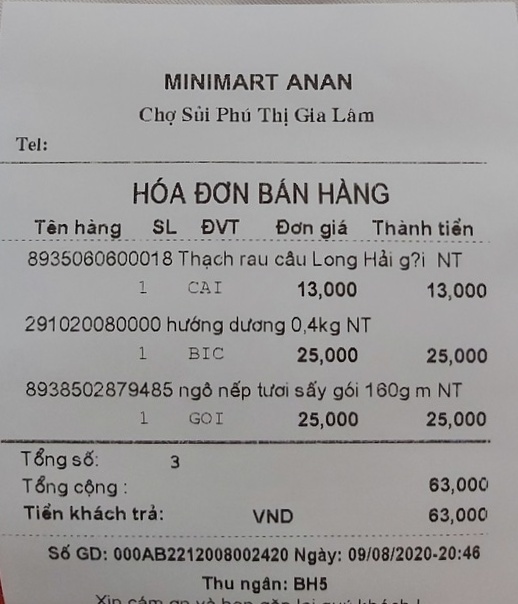 MINIMART ANAN
Chợ Sủi Phú Thị Gia Lâm
Tel:
HÓA ĐƠN BÁN HÀNG
Tên hàng SL ĐVT Đơn giá Thành tiền
8935060600018 Thạch rau câu Long Hải g?i NT
1 CAI 13,000 13,000
291020080000 hướng dương 0,4kg NT
1 BIC 25,000 25,000
8938502879485 ngô nếp tươi sấy gói 160g m NT
1 GOI 25,000 25,000
Tổng số: 3
Tổng cộng : 63,000
Tiền khách trả: VND 63,000
Số GD: 000AB2212008002420 Ngày: 09/08/2020-20:46
Thu ngân: BH5
Xin cám ơn và hẹn gặp lại quý khách !